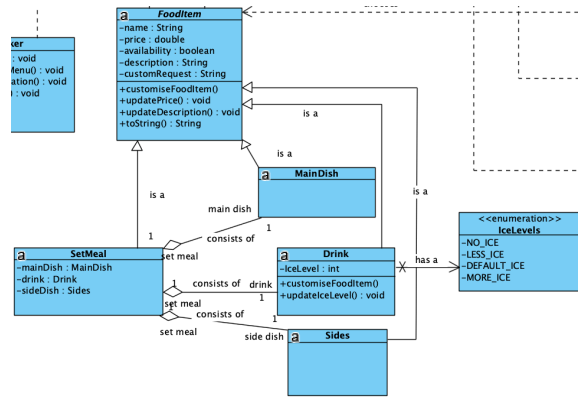 a
FoodItem
-name : String
-price : double
-availability : boolean
-description : String
-customRequest : String
+customiseFoodItem()
+updatePrice() : void
+updateDescription() : void
+toString() : String
ker
: void
Menu() : void
ation() : void
) : void
is a
is a
is a
is a
a
MainDish
main dish
1
consists of
1
set meal
a
SetMeal
-mainDish : MainDish
-drink : Drink
-sideDish : Sides
1
consists of
drink
1
set meal
1
consists of
1
set meal
side dish
a
Drink
-IceLevel : int
+customiseFoodItem()
+updateIceLevel() : void
has a
<<enumeration>>
IceLevels
-NO_ICE
-LESS_ICE
-DEFAULT_ICE
-MORE_ICE
a
Sides